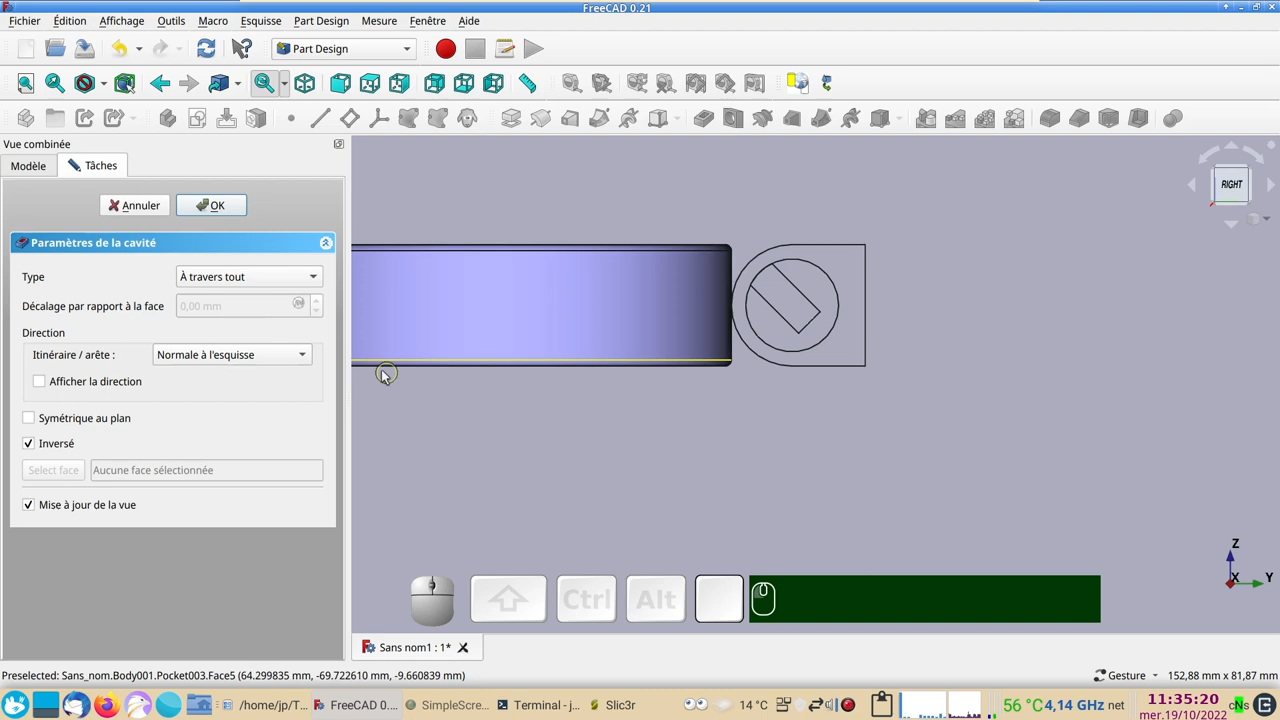 FreeCAD 0.21
Fichier Édition Affichage Outils Macro Esquisse Part Design Mesure Fenêtre Aide
Part Design
Vue combinée
Modèle Tâches
Annuler OK
Paramètres de la cavité
Type À travers tout
Décalage par rapport à la face 0,00 mm
Direction
Itinéraire / arête : Normale à l'esquisse
Afficher la direction
Symétrique au plan
Inversé
Select face Aucune face sélectionnée
Mise à jour de la vue
RIGHT
Z
X Y
Ctrl Alt
Sans nom1 : 1*
Preselected: Sans_nom.Body001.Pocket003.Face5 (64.299835 mm, -69.722610 mm, -9.660839 mm)
Gesture 152,88 mm x 81,87 mm
/home/jp/T... FreeCAD 0.... SimpleScre... Terminal - j... Slic3r
14 °C
56 °C 4,14 GHz net
11:35:20
mer.19/10/2022
cNs